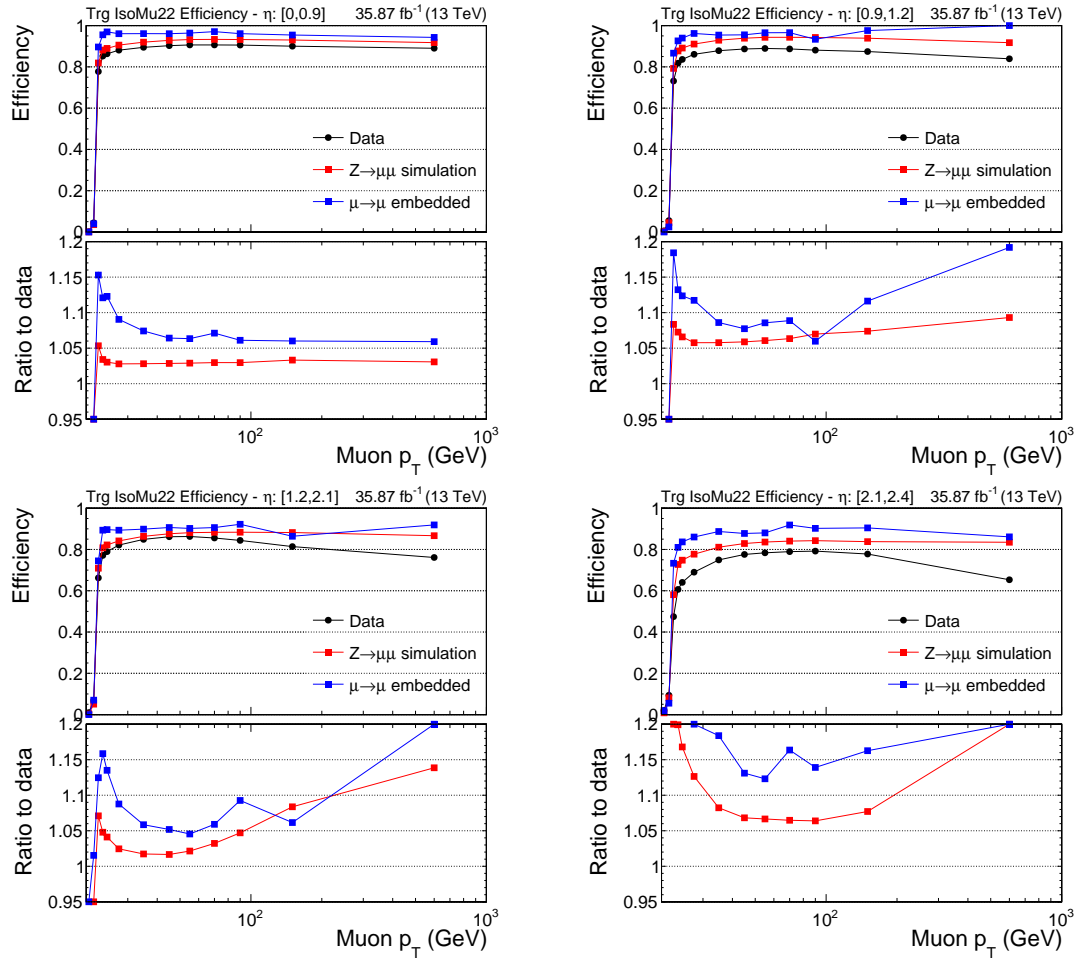 Trg IsoMu22 Efficiency - η: [0,0.9] 35.87 fb⁻¹ (13 TeV)
Efficiency
1
0.8
0.6
0.4
0.2
0
Data
Z→μμ simulation
μ→μ embedded
Ratio to data
1.2
1.15
1.1
1.05
1
0.95
10² 10³
Muon p_T (GeV)
Trg IsoMu22 Efficiency - η: [0.9,1.2] 35.87 fb⁻¹ (13 TeV)
Efficiency
1
0.8
0.6
0.4
0.2
0
Data
Z→μμ simulation
μ→μ embedded
Ratio to data
1.2
1.15
1.1
1.05
1
0.95
10² 10³
Muon p_T (GeV)
Trg IsoMu22 Efficiency - η: [1.2,2.1] 35.87 fb⁻¹ (13 TeV)
Efficiency
1
0.8
0.6
0.4
0.2
0
Data
Z→μμ simulation
μ→μ embedded
Ratio to data
1.2
1.15
1.1
1.05
1
0.95
10² 10³
Muon p_T (GeV)
Trg IsoMu22 Efficiency - η: [2.1,2.4] 35.87 fb⁻¹ (13 TeV)
Efficiency
1
0.8
0.6
0.4
0.2
0
Data
Z→μμ simulation
μ→μ embedded
Ratio to data
1.2
1.15
1.1
1.05
1
0.95
10² 10³
Muon p_T (GeV)